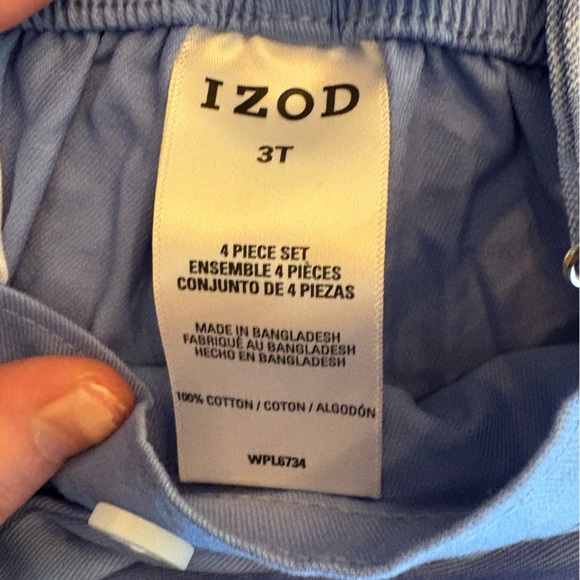 IZOD
3T
4 PIECE SET
ENSEMBLE 4 PIÈCES
CONJUNTO DE 4 PIEZAS
MADE IN BANGLADESH
FABRIQUÉ AU BANGLADESH
HECHO EN BANGLADESH
100% COTTON / COTON / ALGODÓN
WPL6734